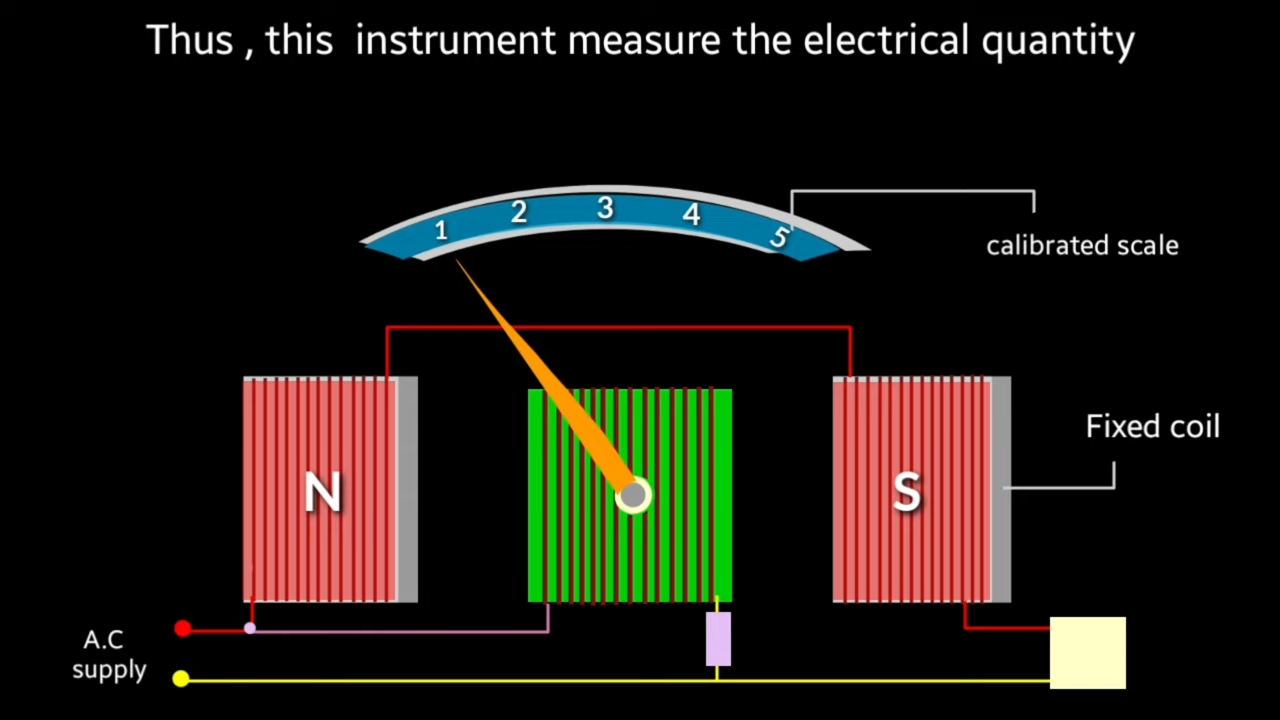 Thus , this instrument measure the electrical quantity
1 2 3 4 5
calibrated scale
Fixed coil
N S
A.C
supply